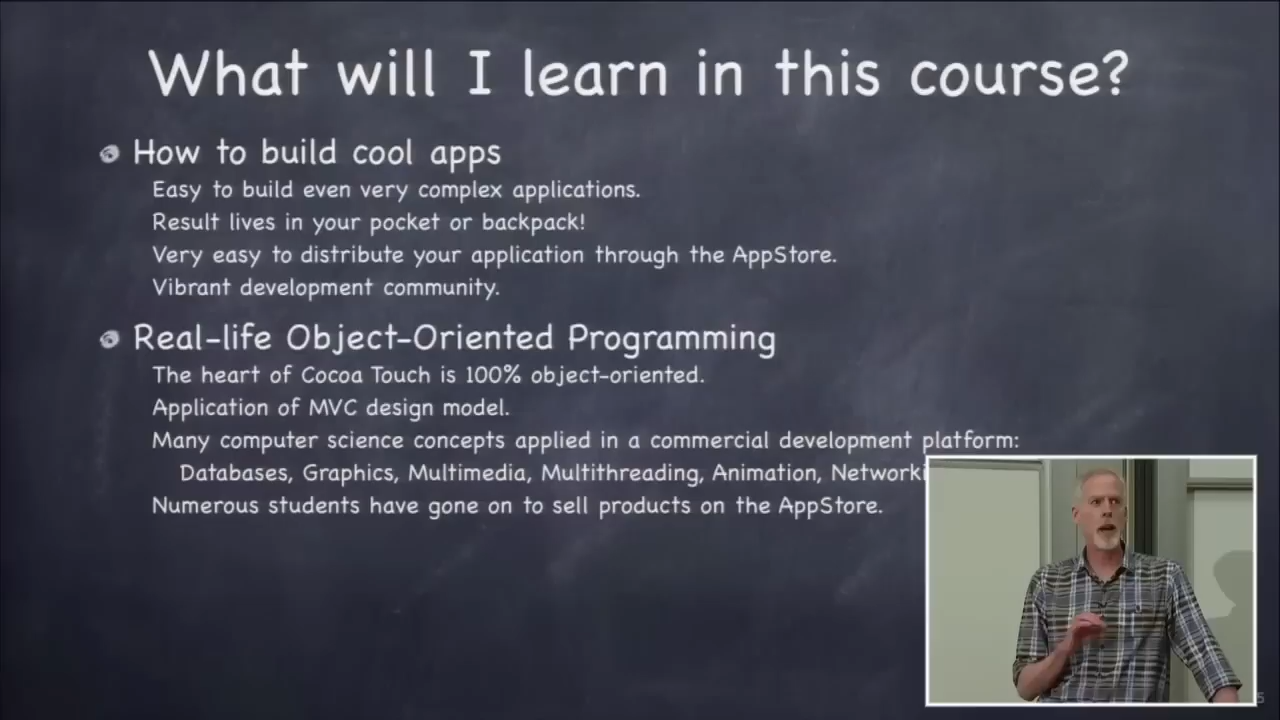 What will I learn in this course?
How to build cool apps
Easy to build even very complex applications.
Result lives in your pocket or backpack!
Very easy to distribute your application through the AppStore.
Vibrant development community.
Real-life Object-Oriented Programming
The heart of Cocoa Touch is 100% object-oriented.
Application of MVC design model.
Many computer science concepts applied in a commercial development platform:
Databases, Graphics, Multimedia, Multithreading, Animation,
Numerous students have gone on to sell products on the AppStore.